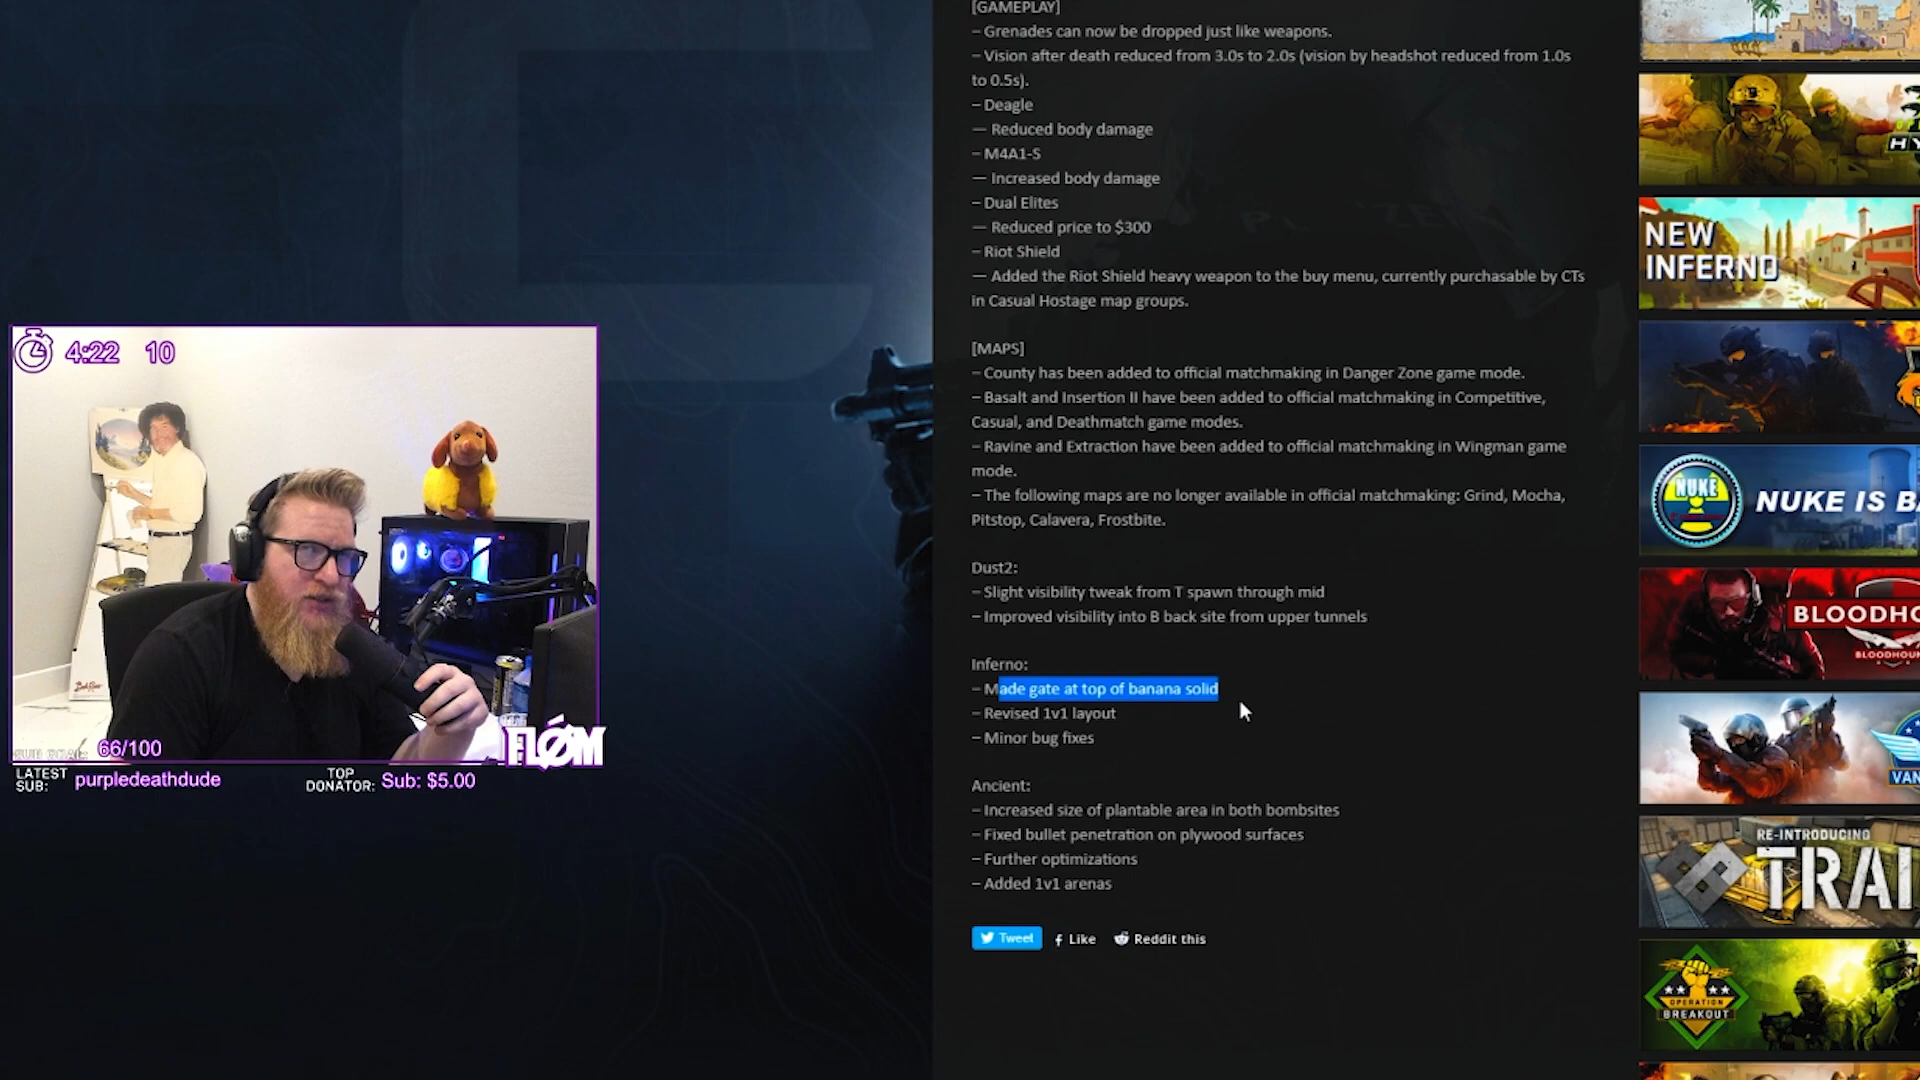 [GAMEPLAY]
– Grenades can now be dropped just like weapons.
– Vision after death reduced from 3.0s to 2.0s (vision by headshot reduced from 1.0s
to 0.5s).
– Deagle
— Reduced body damage
– M4A1-S
— Increased body damage
– Dual Elites
— Reduced price to $300
– Riot Shield
— Added the Riot Shield heavy weapon to the buy menu, currently purchasable by CTs
in Casual Hostage map groups.
[MAPS]
– County has been added to official matchmaking in Danger Zone game mode.
– Basalt and Insertion II have been added to official matchmaking in Competitive,
Casual, and Deathmatch game modes.
– Ravine and Extraction have been added to official matchmaking in Wingman game
mode.
– The following maps are no longer available in official matchmaking: Grind, Mocha,
Pitstop, Calavera, Frostbite.
Dust2:
– Slight visibility tweak from T spawn through mid
– Improved visibility into B back site from upper tunnels
Inferno:
– Made gate at top of banana solid
– Revised 1v1 layout
– Minor bug fixes
Ancient:
– Increased size of plantable area in both bombsites
– Fixed bullet penetration on plywood surfaces
– Further optimizations
– Added 1v1 arenas
Tweet Like Reddit this
4:22 10
SUB GOAL: 66/100
FLØM
LATEST SUB: purpledeathdude
TOP DONATOR: Sub: $5.00
NEW
INFERNO
NUKE
NUKE IS BA
BLOODHO
BLOODHOUN
VAN
RE-INTRODUCING
TRAI
OPERATION
BREAKOUT